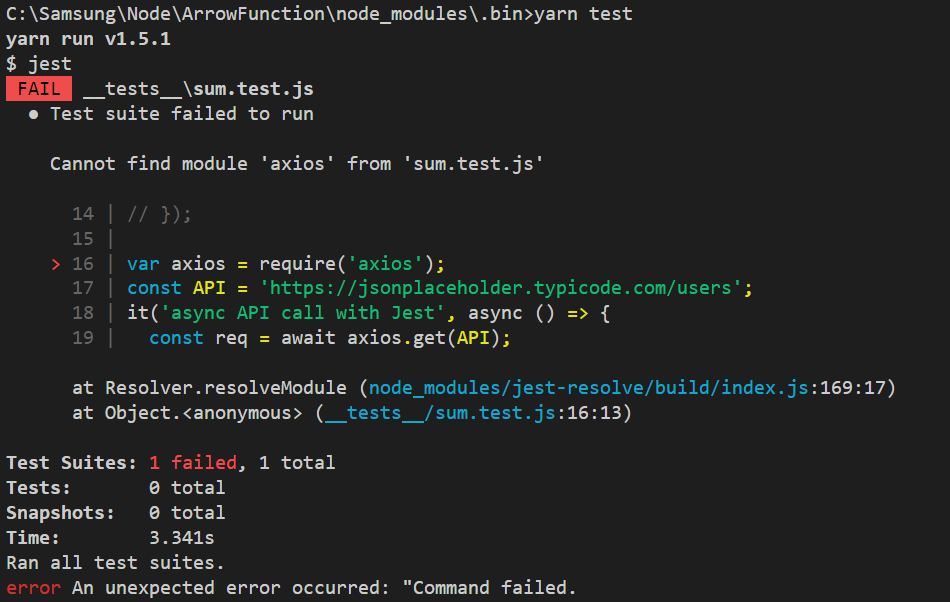 C:\Samsung\Node\ArrowFunction\node_modules\.bin>yarn test
yarn run v1.5.1
$ jest
FAIL __tests__\sum.test.js
● Test suite failed to run
Cannot find module 'axios' from 'sum.test.js'
14 | // });
15 |
> 16 | var axios = require('axios');
17 | const API = 'https://jsonplaceholder.typicode.com/users';
18 | it('async API call with Jest', async () => {
19 |   const req = await axios.get(API);
at Resolver.resolveModule (node_modules/jest-resolve/build/index.js:169:17)
at Object.<anonymous> (__tests__/sum.test.js:16:13)
Test Suites: 1 failed, 1 total
Tests:       0 total
Snapshots:   0 total
Time:        3.341s
Ran all test suites.
error An unexpected error occurred: "Command failed.